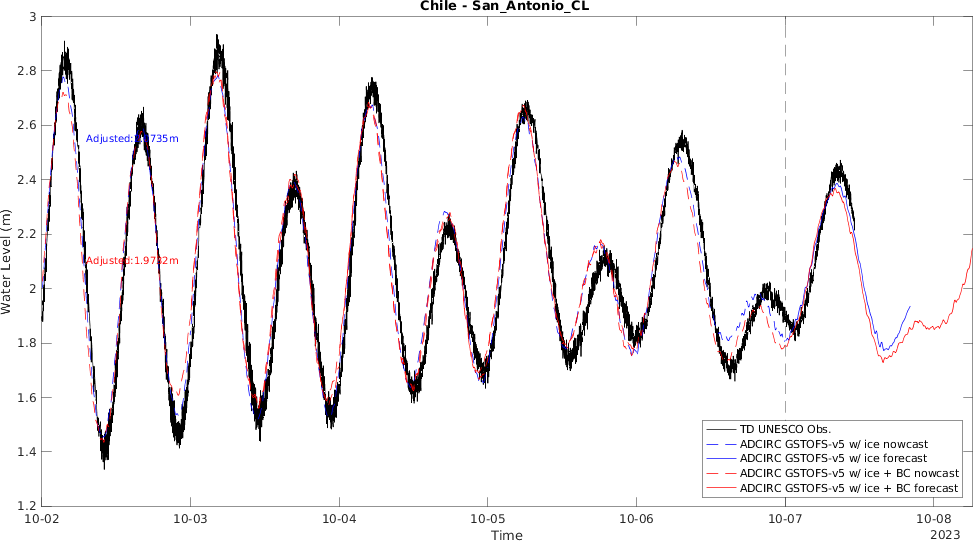 Chile - San_Antonio_CL
3
2.8
2.6
2.4
2.2
2
1.8
1.6
1.4
1.2
Water Level (m)
Adjusted:
735m
Adjusted:1.97
2m
10-02
10-03
10-04
10-05
10-06
10-07
10-08
2023
Time
TD UNESCO Obs.
ADCIRC GSTOFS-v5 w/ ice nowcast
ADCIRC GSTOFS-v5 w/ ice forecast
ADCIRC GSTOFS-v5 w/ ice + BC nowcast
ADCIRC GSTOFS-v5 w/ ice + BC forecast